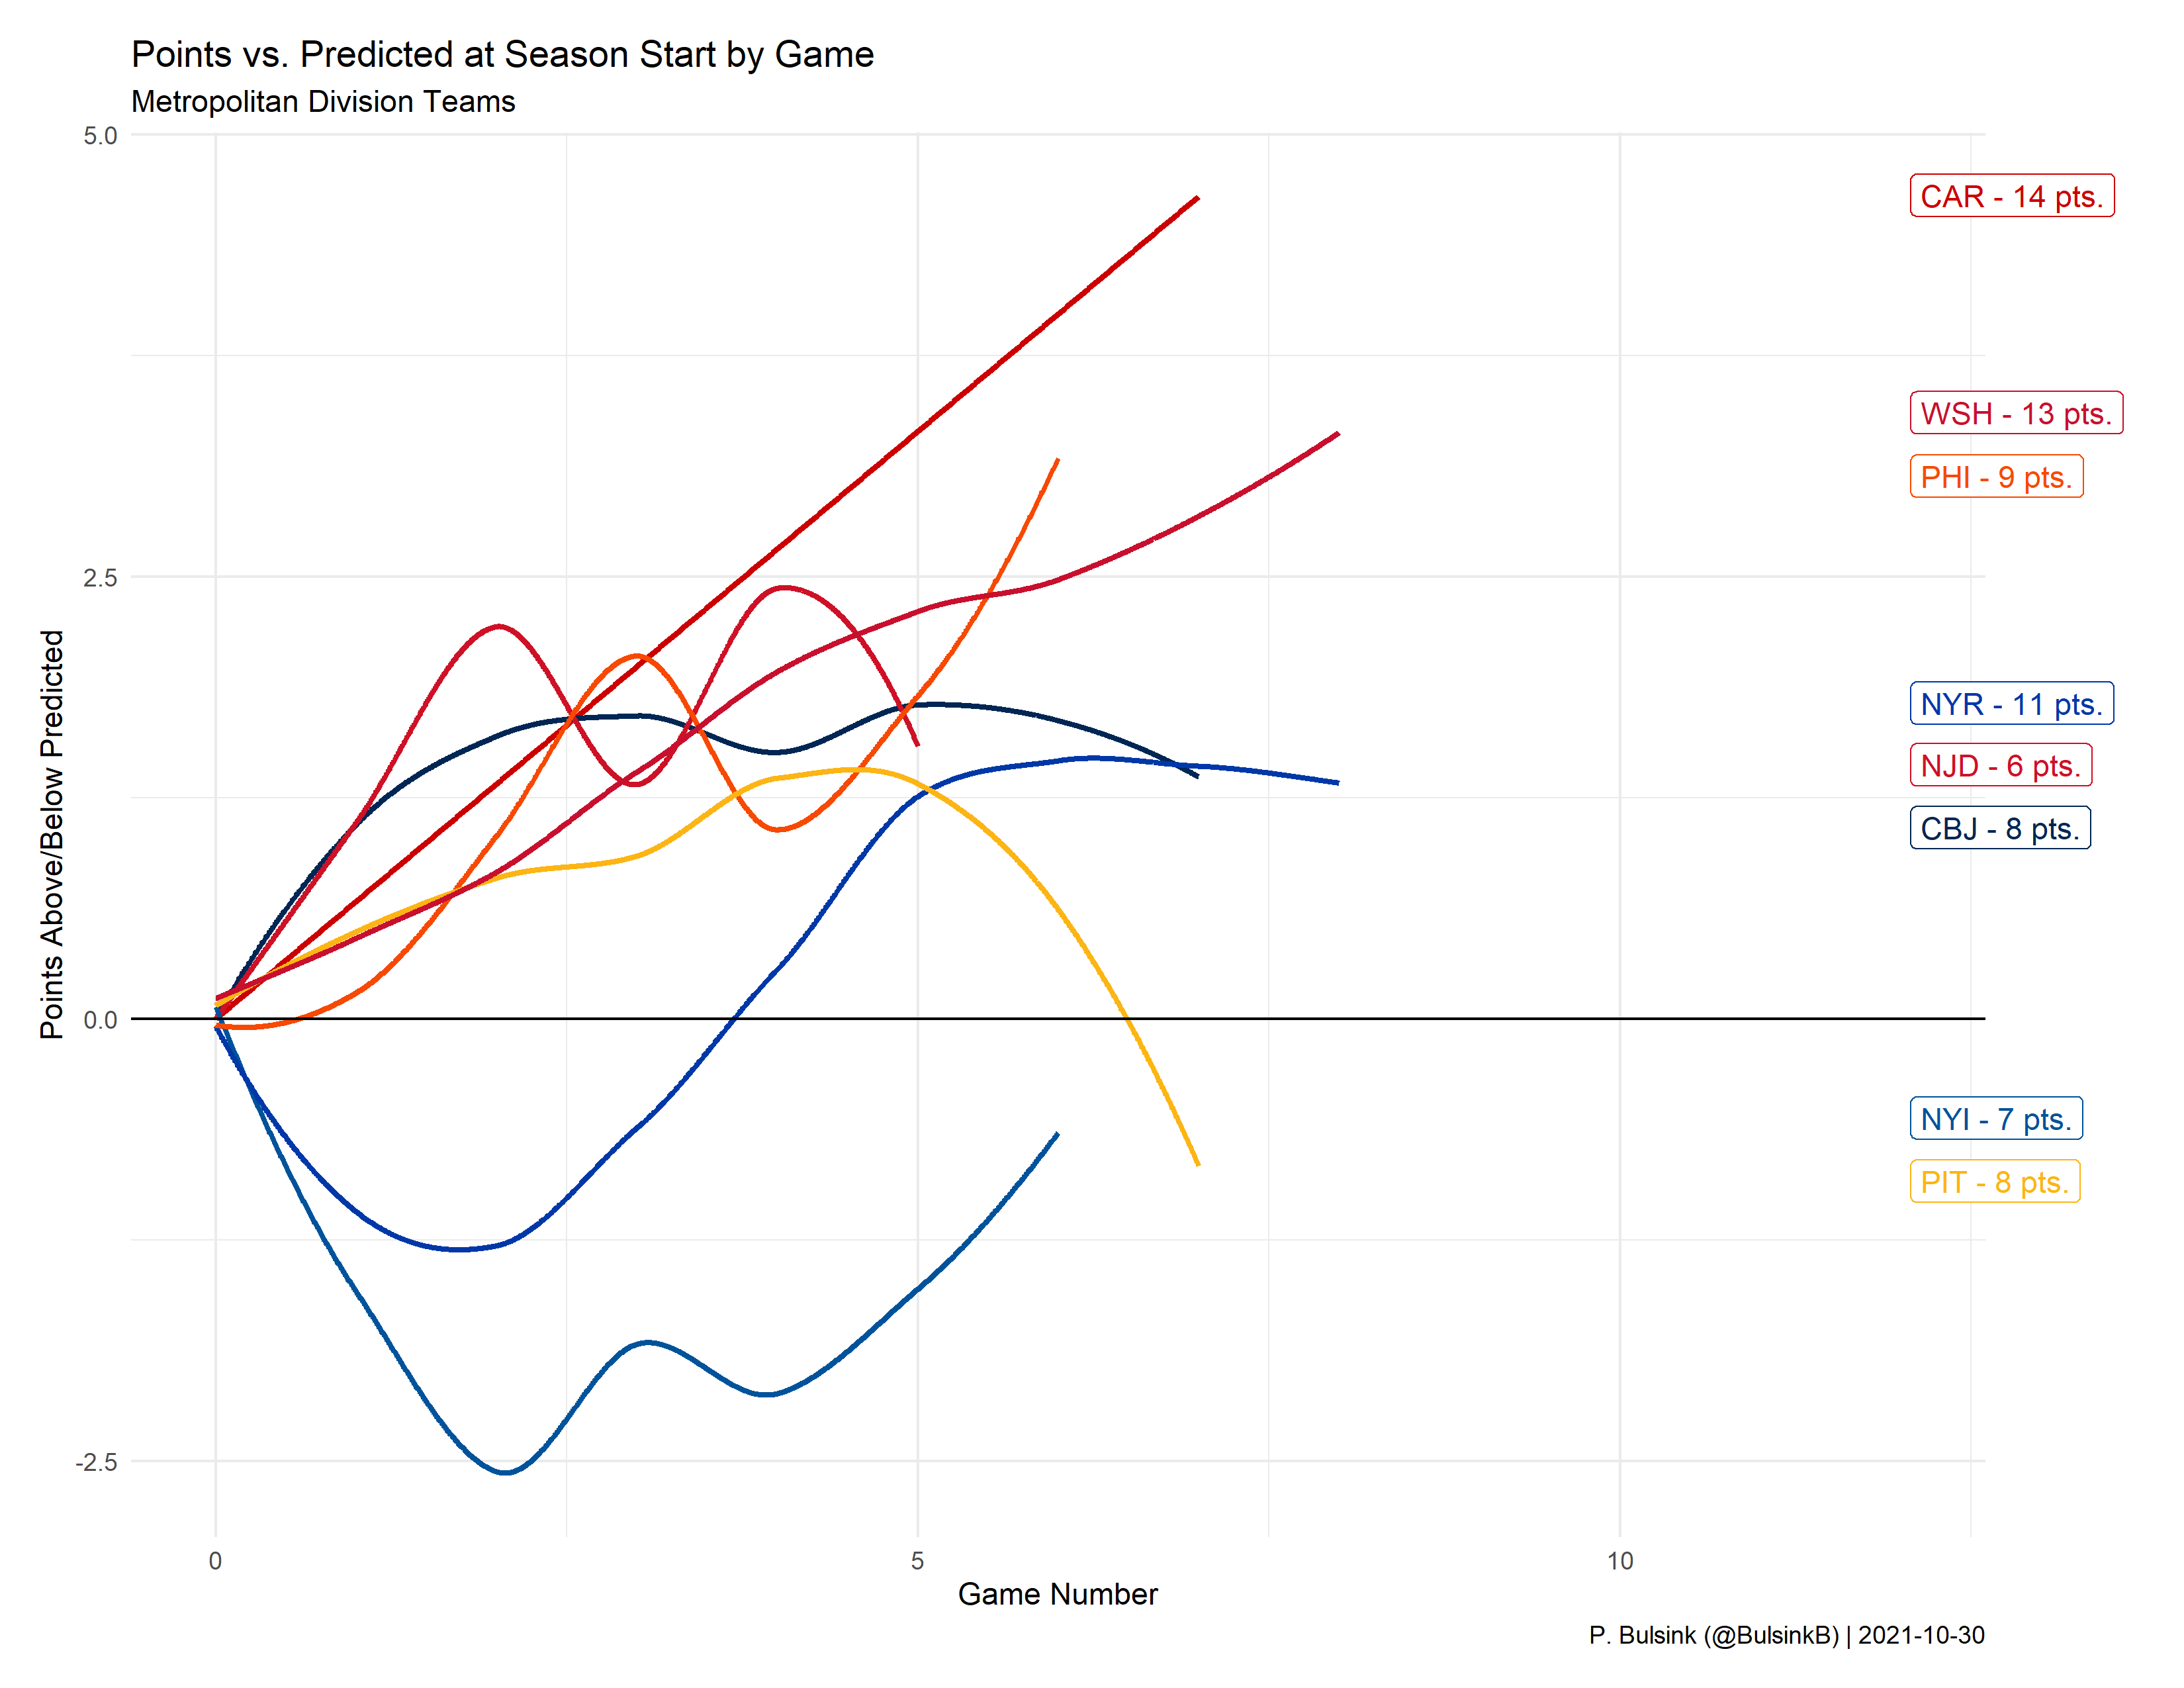 Points vs. Predicted at Season Start by Game
Metropolitan Division Teams
Points Above/Below Predicted
5.0
2.5
0.0
-2.5
CAR - 14 pts.
WSH - 13 pts.
PHI - 9 pts.
NYR - 11 pts.
NJD - 6 pts.
CBJ - 8 pts.
NYI - 7 pts.
PIT - 8 pts.
0 5 10
Game Number
P. Bulsink (@BulsinkB) | 2021-10-30